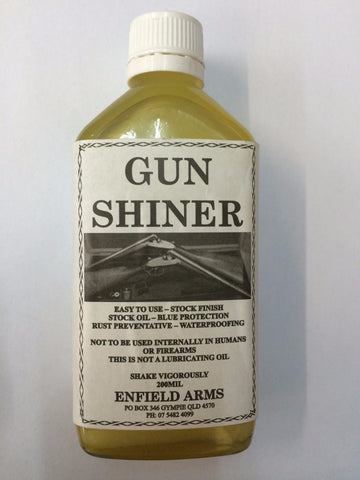 GUN
SHINER
EASY TO USE – STOCK FINISH
STOCK OIL – BLUE PROTECTION
RUST PREVENTATIVE – WATERPROOFING
NOT TO BE USED INTERNALLY IN HUMANS
OR FIREARMS
THIS IS NOT A LUBRICATING OIL
SHAKE VIGOROUSLY
200MIL
ENFIELD ARMS
PO BOX 346 GYMPIE QLD 4570
PH: 07 5482 4099